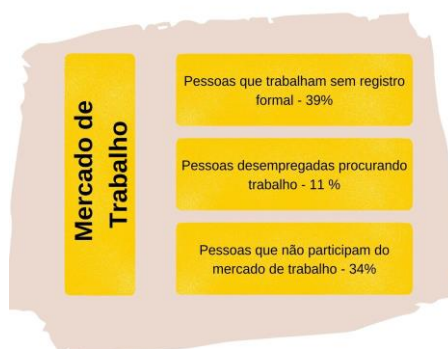 Mercado de
Trabalho
Pessoas que trabalham sem registro
formal - 39%
Pessoas desempregadas procurando
trabalho - 11 %
Pessoas que não participam do
mercado de trabalho - 34%